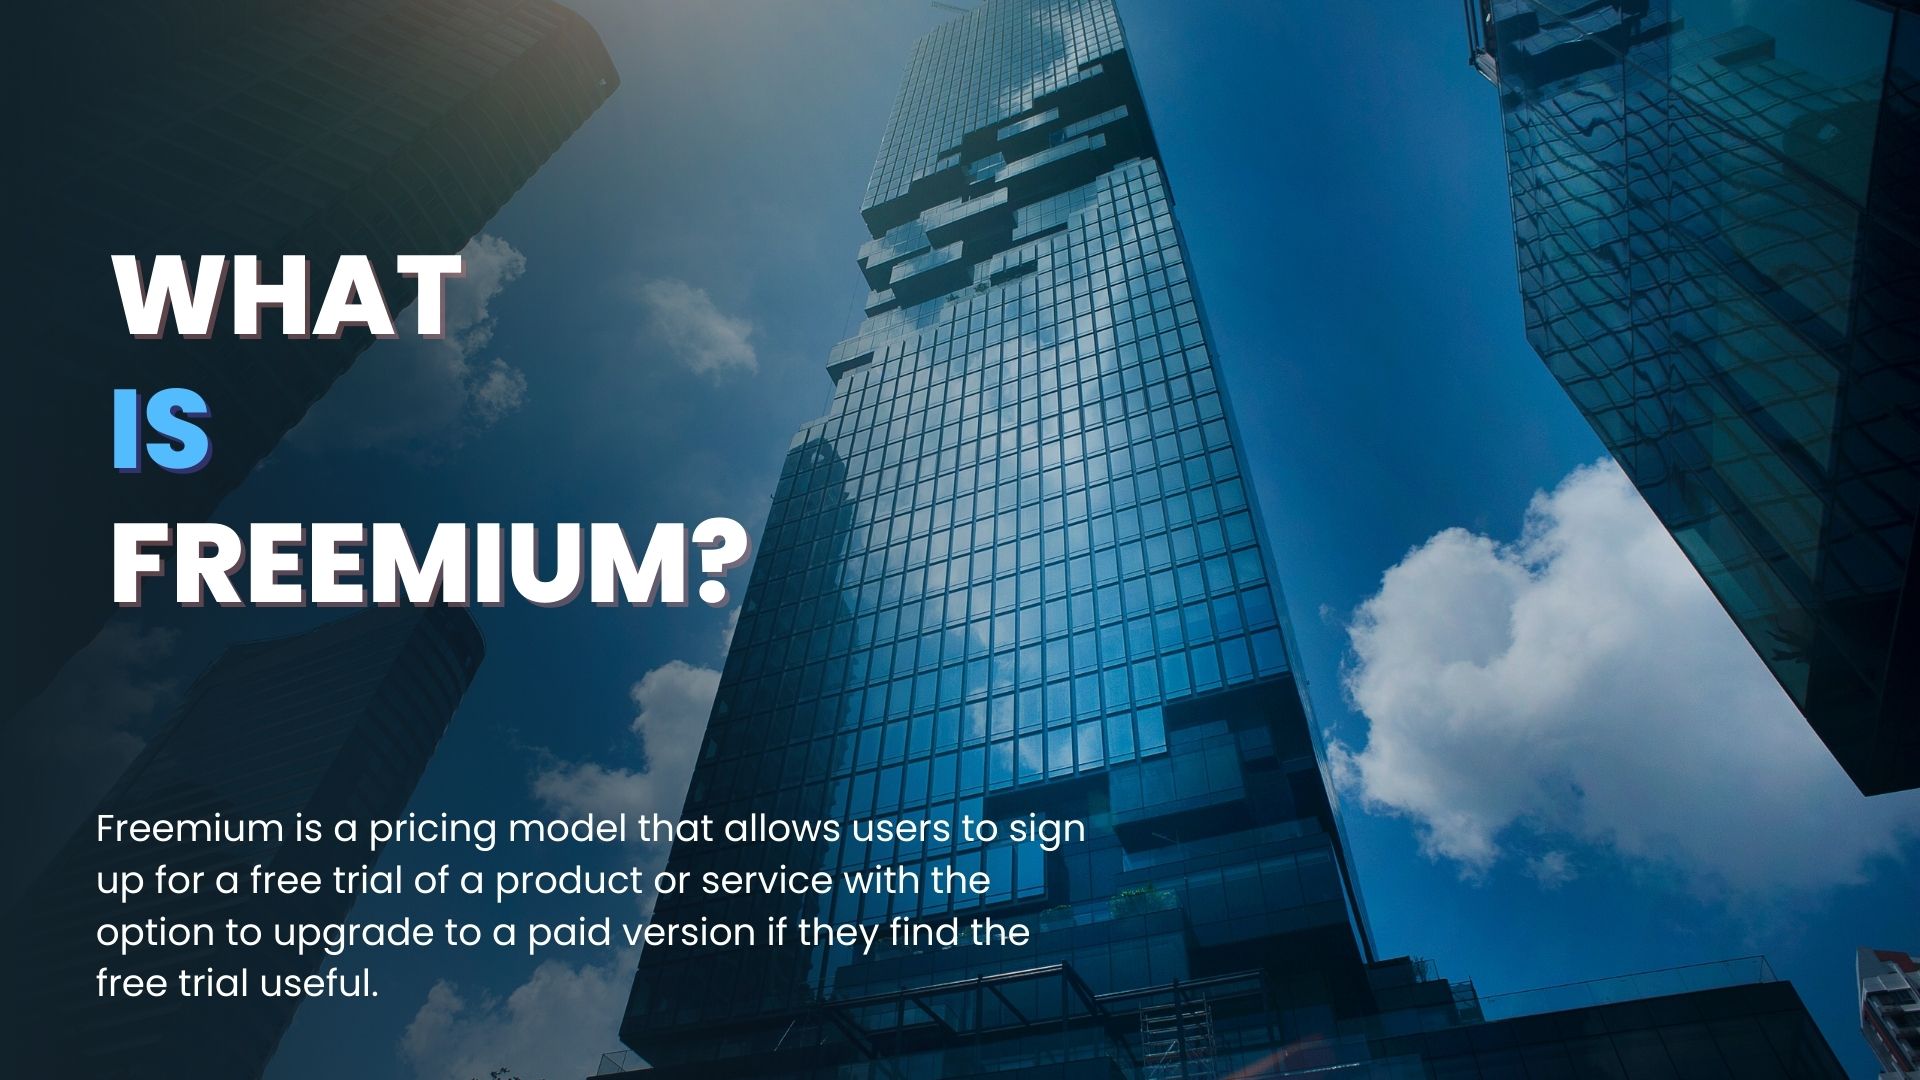 WHAT
IS
FREEMIUM?
Freemium is a pricing model that allows users to sign
up for a free trial of a product or service with the
option to upgrade to a paid version if they find the
free trial useful.